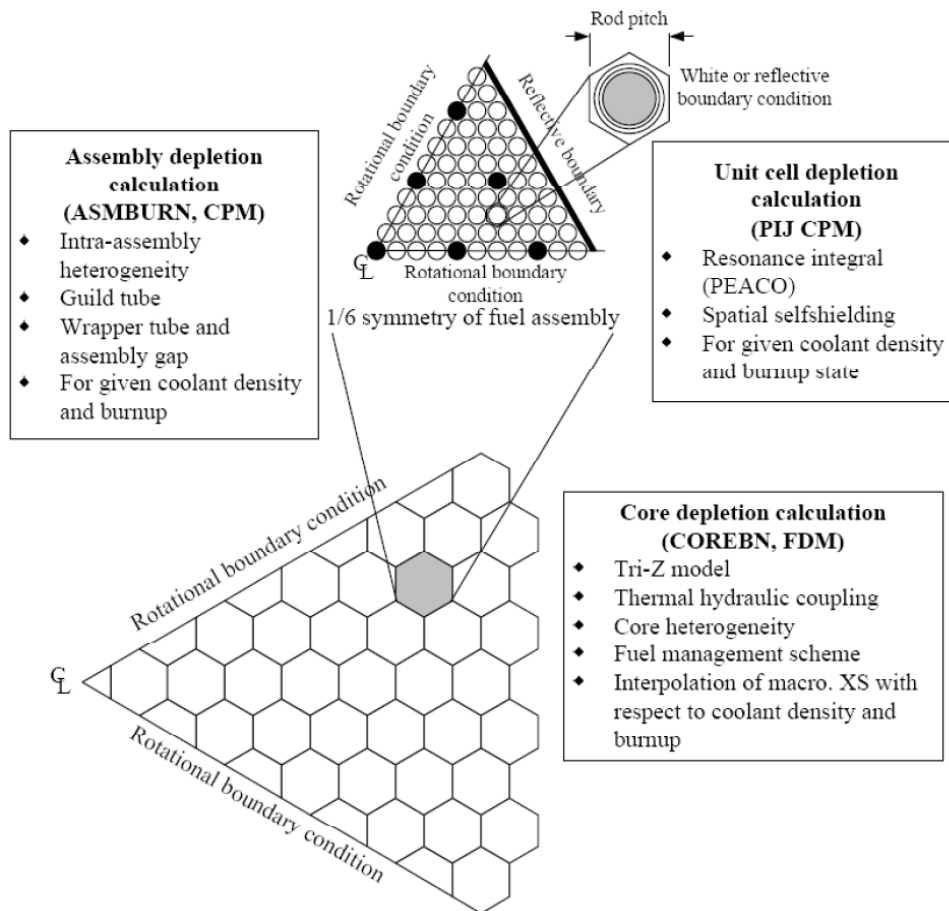 Rod pitch
White or reflective
boundary condition
Rotational boundary
condition
Reflective boundary
℄
Rotational boundary
condition
1/6 symmetry of fuel assembly
Assembly depletion
calculation
(ASMBURN, CPM)
◆ Intra-assembly
heterogeneity
◆ Guild tube
◆ Wrapper tube and
assembly gap
◆ For given coolant density
and burnup
Unit cell depletion
calculation
(PIJ CPM)
◆ Resonance integral
(PEACO)
◆ Spatial selfshielding
◆ For given coolant density
and burnup state
Rotational boundary condition
℄
Rotational boundary condition
Core depletion calculation
(COREBN, FDM)
◆ Tri-Z model
◆ Thermal hydraulic coupling
◆ Core heterogeneity
◆ Fuel management scheme
◆ Interpolation of macro. XS with
respect to coolant density and
burnup